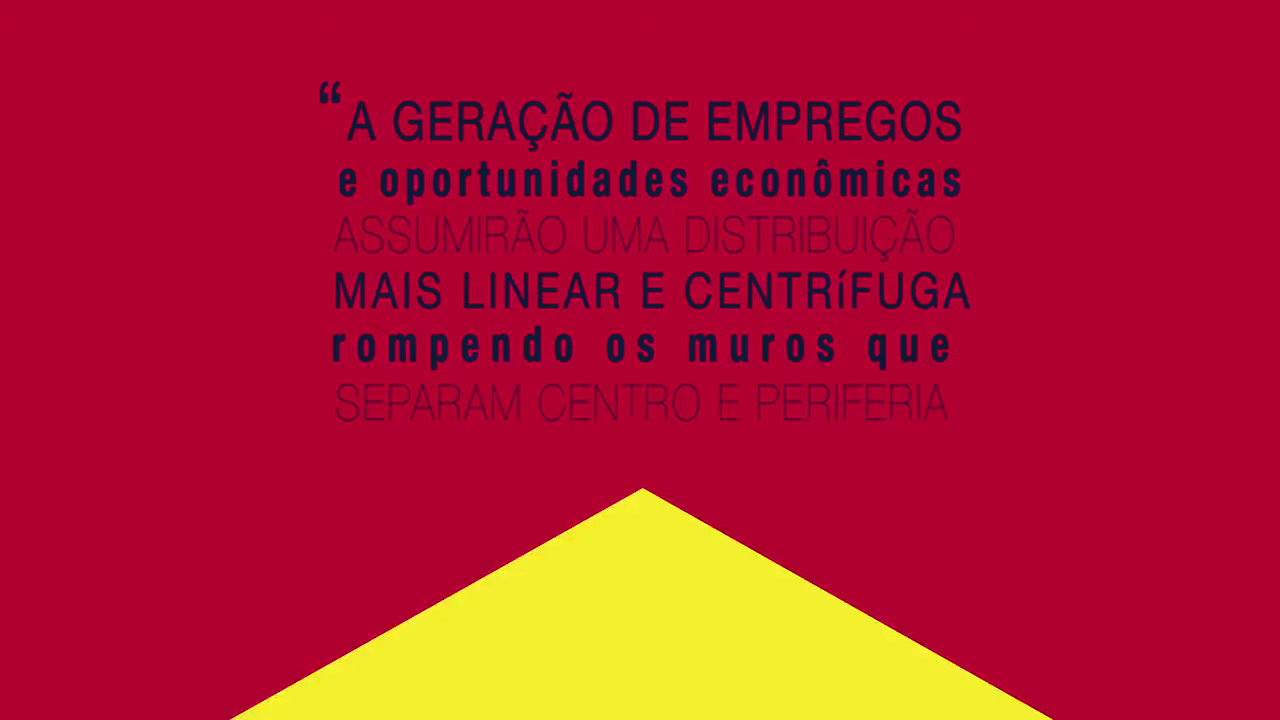 “A GERAÇÃO DE EMPREGOS
e oportunidades econômicas
ASSUMIRÃO UMA DISTRIBUIÇÃO
MAIS LINEAR E CENTRíFUGA
rompendo os muros que
SEPARAM CENTRO E PERIFERIA